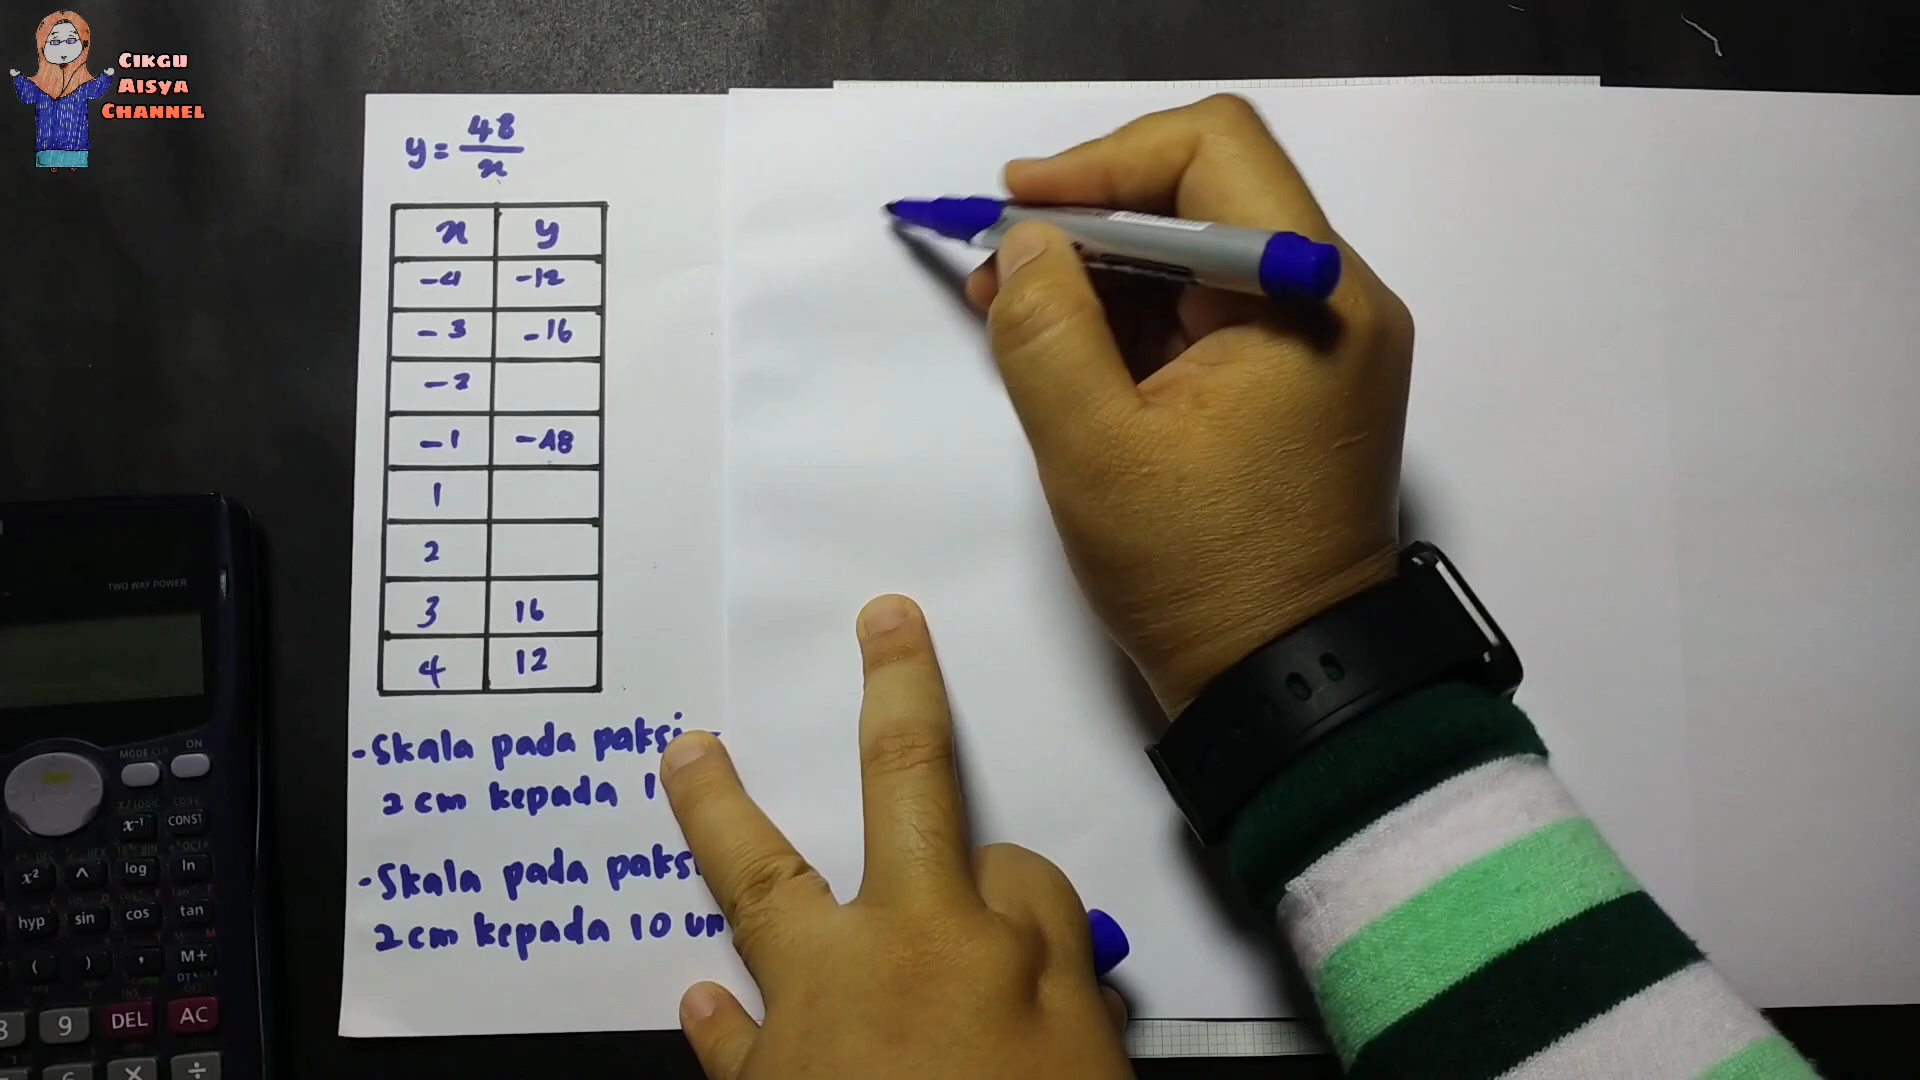 CIKGU
AISYA
CHANNEL
y = 48/x
x y
-4 -12
-3 -16
-2
-1 -48
1
2
3 16
4 12
- Skala pada paksi
2 cm kepada 1
- Skala pada paksi
2 cm kepada 10 un
TWO WAY POWER
MODE CLR ON
x⁻¹ CONST
x² ^ log ln
hyp sin cos tan
( ) , M+
9 DEL AC
× ÷